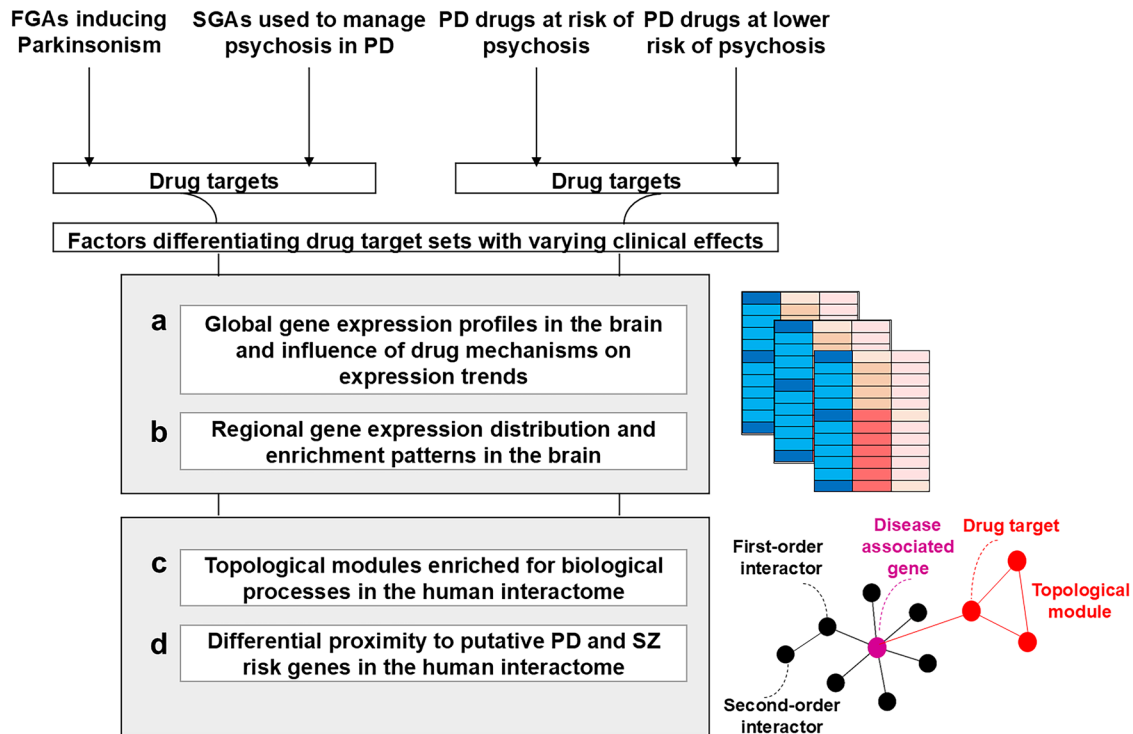 FGAs inducing
Parkinsonism
SGAs used to manage
psychosis in PD
PD drugs at risk of
psychosis
PD drugs at lower
risk of psychosis
Drug targets
Drug targets
Factors differentiating drug target sets with varying clinical effects
a
Global gene expression profiles in the brain
and influence of drug mechanisms on
expression trends
b
Regional gene expression distribution and
enrichment patterns in the brain
c
Topological modules enriched for biological
processes in the human interactome
d
Differential proximity to putative PD and SZ
risk genes in the human interactome
First-order
interactor
Disease
associated
gene
Drug target
Topological
module
Second-order
interactor